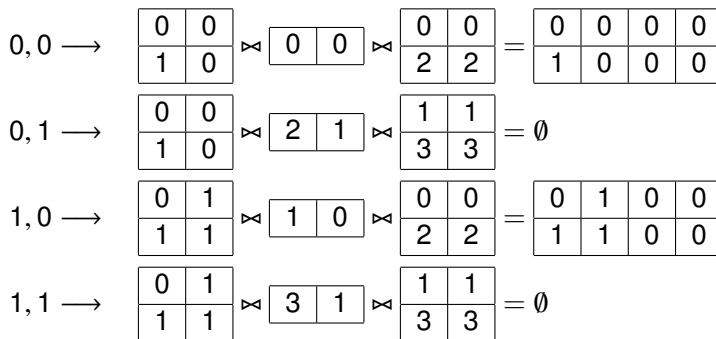 0, 0 ⟶ 0 0 ⋈ 0 0 ⋈ 0 0 = 0 0 0 0
1 0 2 2 1 0 0 0
0, 1 ⟶ 0 0 ⋈ 2 1 ⋈ 1 1 = ∅
1 0 3 3
1, 0 ⟶ 0 1 ⋈ 1 0 ⋈ 0 0 = 0 1 0 0
1 1 2 2 1 1 0 0
1, 1 ⟶ 0 1 ⋈ 3 1 ⋈ 1 1 = ∅
1 1 3 3